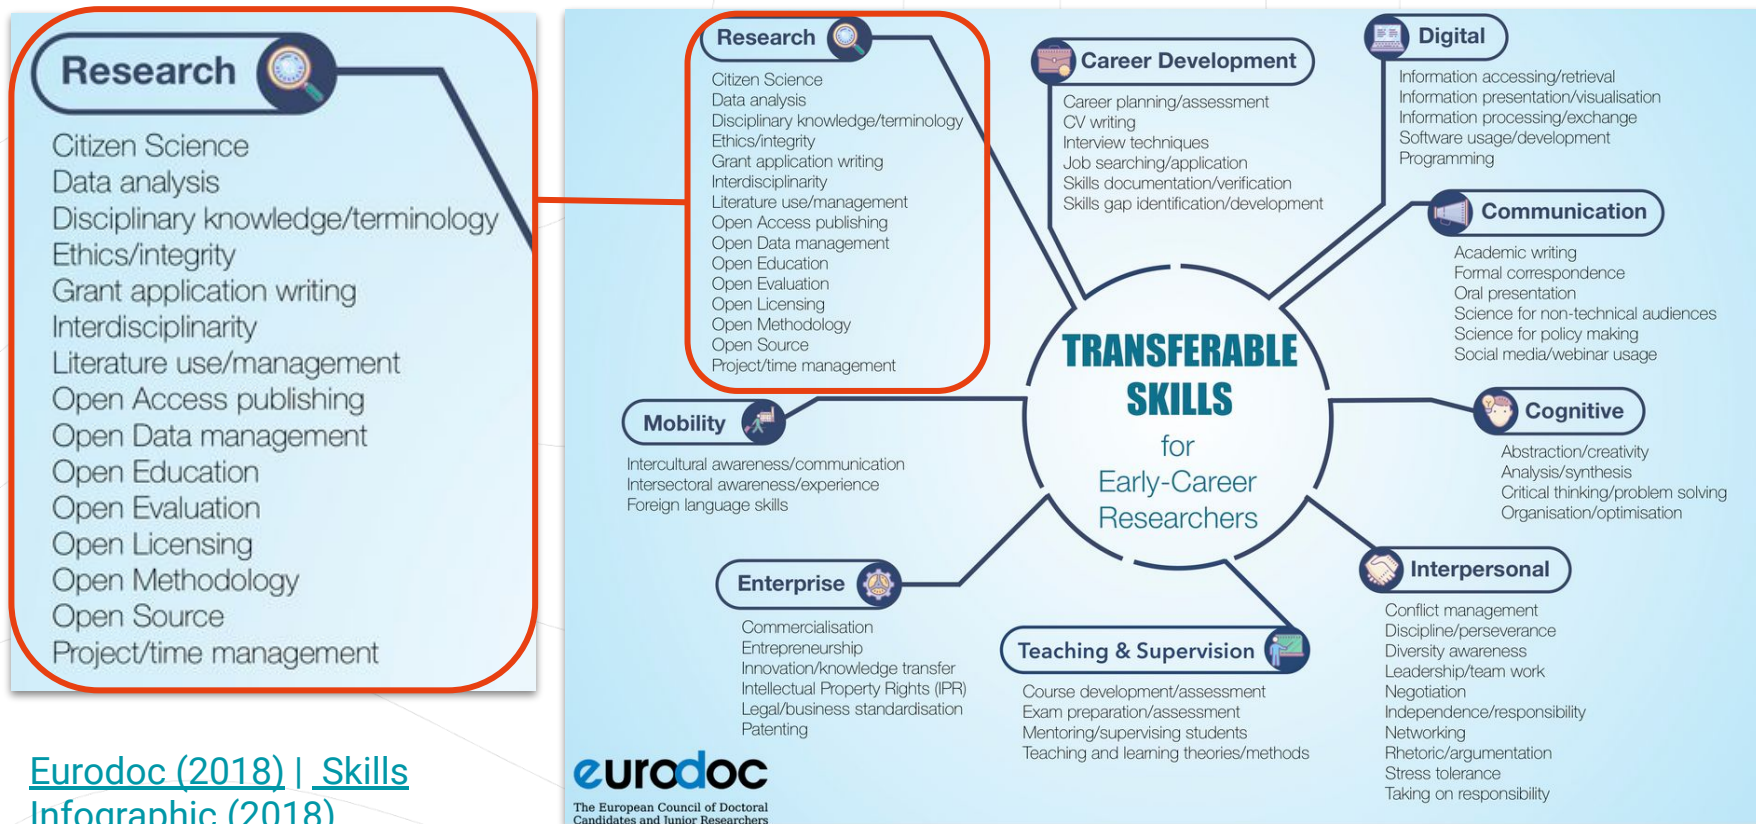 Research
Citizen Science
Data analysis
Disciplinary knowledge/terminology
Ethics/integrity
Grant application writing
Interdisciplinarity
Literature use/management
Open Access publishing
Open Data management
Open Education
Open Evaluation
Open Licensing
Open Methodology
Open Source
Project/time management
Eurodoc (2018) | Skills
Infographic (2018)
Research
Citizen Science
Data analysis
Disciplinary knowledge/terminology
Ethics/integrity
Grant application writing
Interdisciplinarity
Literature use/management
Open Access publishing
Open Data management
Open Education
Open Evaluation
Open Licensing
Open Methodology
Open Source
Project/time management
Career Development
Career planning/assessment
CV writing
Interview techniques
Job searching/application
Skills documentation/verification
Skills gap identification/development
Digital
Information accessing/retrieval
Information presentation/visualisation
Information processing/exchange
Software usage/development
Programming
Communication
Academic writing
Formal correspondence
Oral presentation
Science for non-technical audiences
Science for policy making
Social media/webinar usage
TRANSFERABLE
SKILLS
for
Early-Career
Researchers
Mobility
Intercultural awareness/communication
Intersectoral awareness/experience
Foreign language skills
Cognitive
Abstraction/creativity
Analysis/synthesis
Critical thinking/problem solving
Organisation/optimisation
Enterprise
Commercialisation
Entrepreneurship
Innovation/knowledge transfer
Intellectual Property Rights (IPR)
Legal/business standardisation
Patenting
Teaching & Supervision
Course development/assessment
Exam preparation/assessment
Mentoring/supervising students
Teaching and learning theories/methods
Interpersonal
Conflict management
Discipline/perseverance
Diversity awareness
Leadership/team work
Negotiation
Independence/responsibility
Networking
Rhetoric/argumentation
Stress tolerance
Taking on responsibility
eurodoc
The European Council of Doctoral
Candidates and Junior Researchers